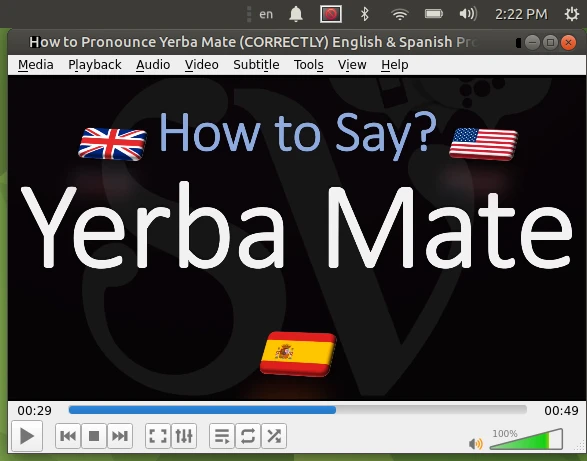 en 2:22 PM
How to Pronounce Yerba Mate (CORRECTLY) English & Spanish Pro
Media Playback Audio Video Subtitle Tools View Help
How to Say?
Yerba Mate
00:29 00:49
100%